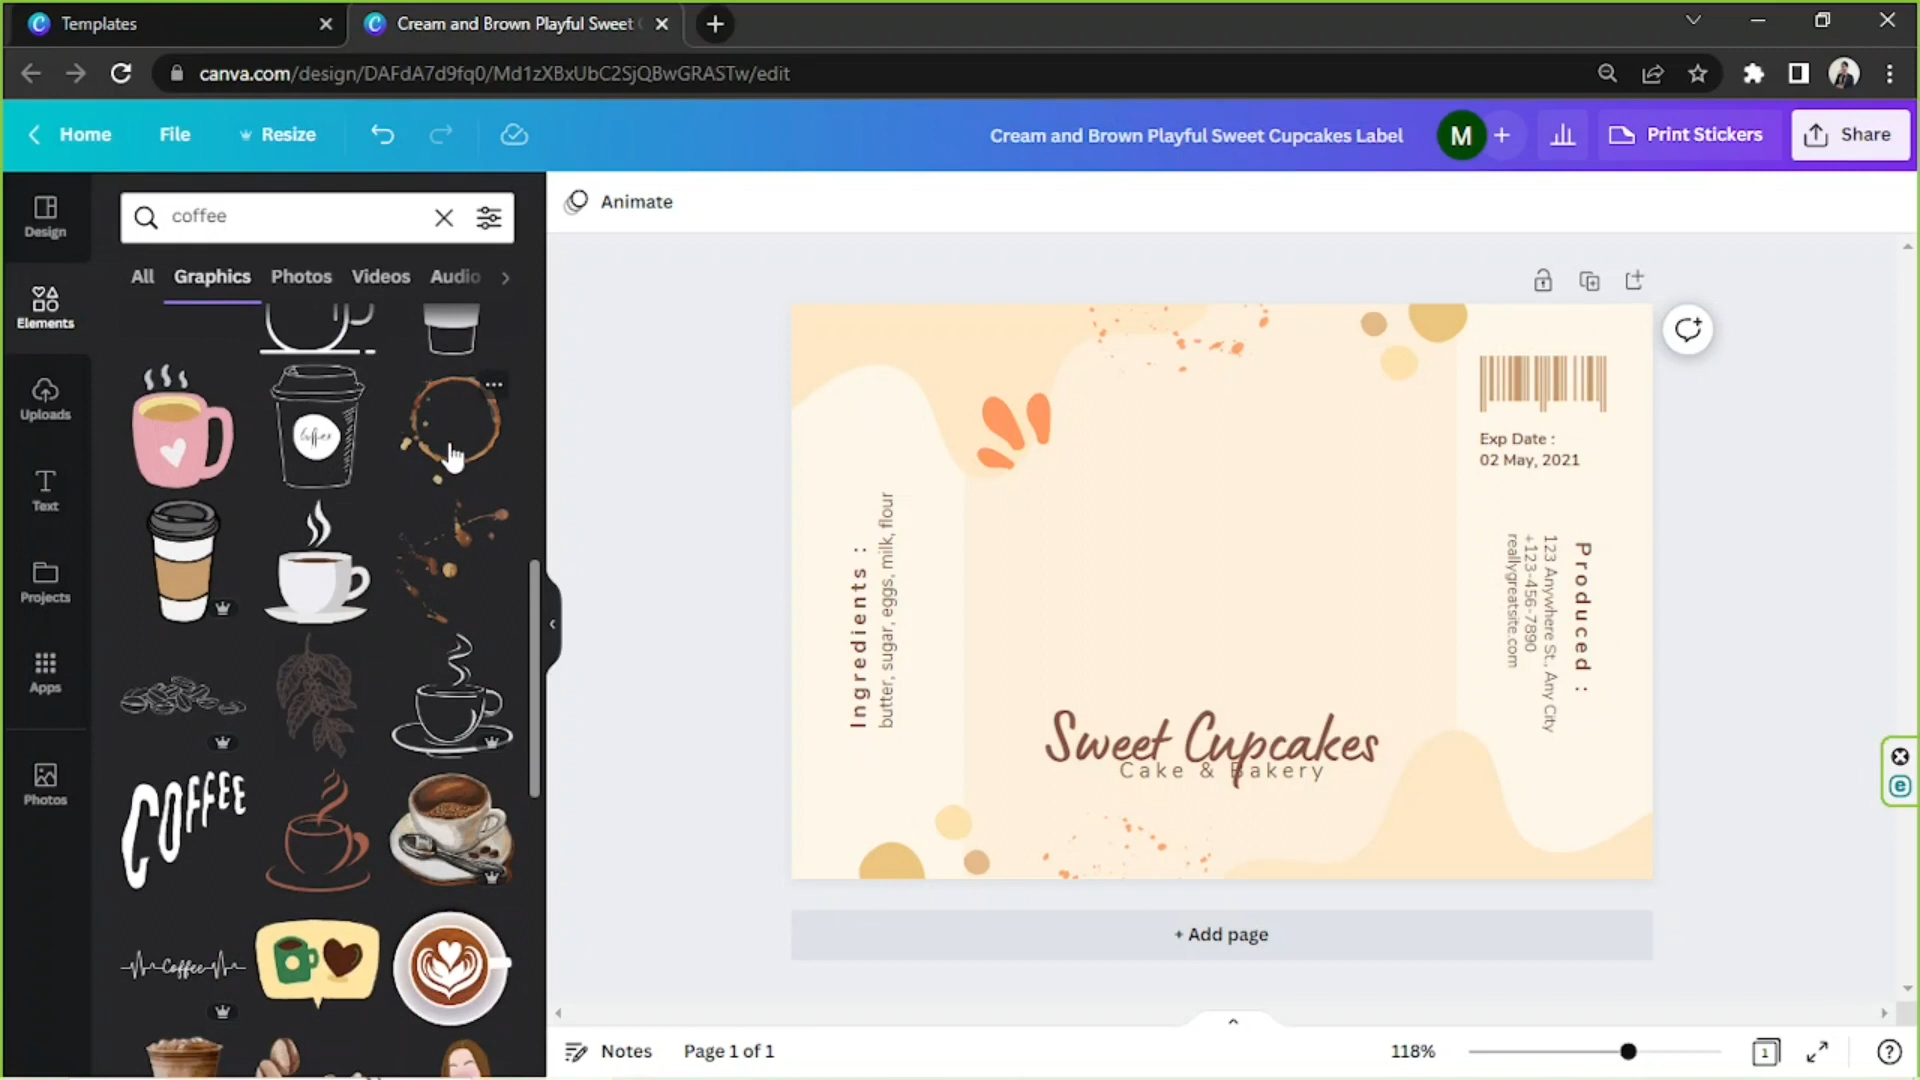 Templates
Cream and Brown Playful Sweet
canva.com/design/DAFdA7d9fq0/Md1zXBxUbC2SjQBwGRASTw/edit
Home
File
Resize
Cream and Brown Playful Sweet Cupcakes Label
M
Print Stickers
Share
Design
Elements
Uploads
Text
Projects
Apps
Photos
coffee
All
Graphics
Photos
Videos
Audio
Coffee
COFFEE
Coffee
Animate
Exp Date :
02 May, 2021
Ingredients :
butter, sugar, eggs, milk, flour
Produced :
123 Anywhere St., Any City
+123-456-7890
reallygreatsite.com
Sweet Cupcakes
Cake & Bakery
+ Add page
Notes
Page 1 of 1
118%
1